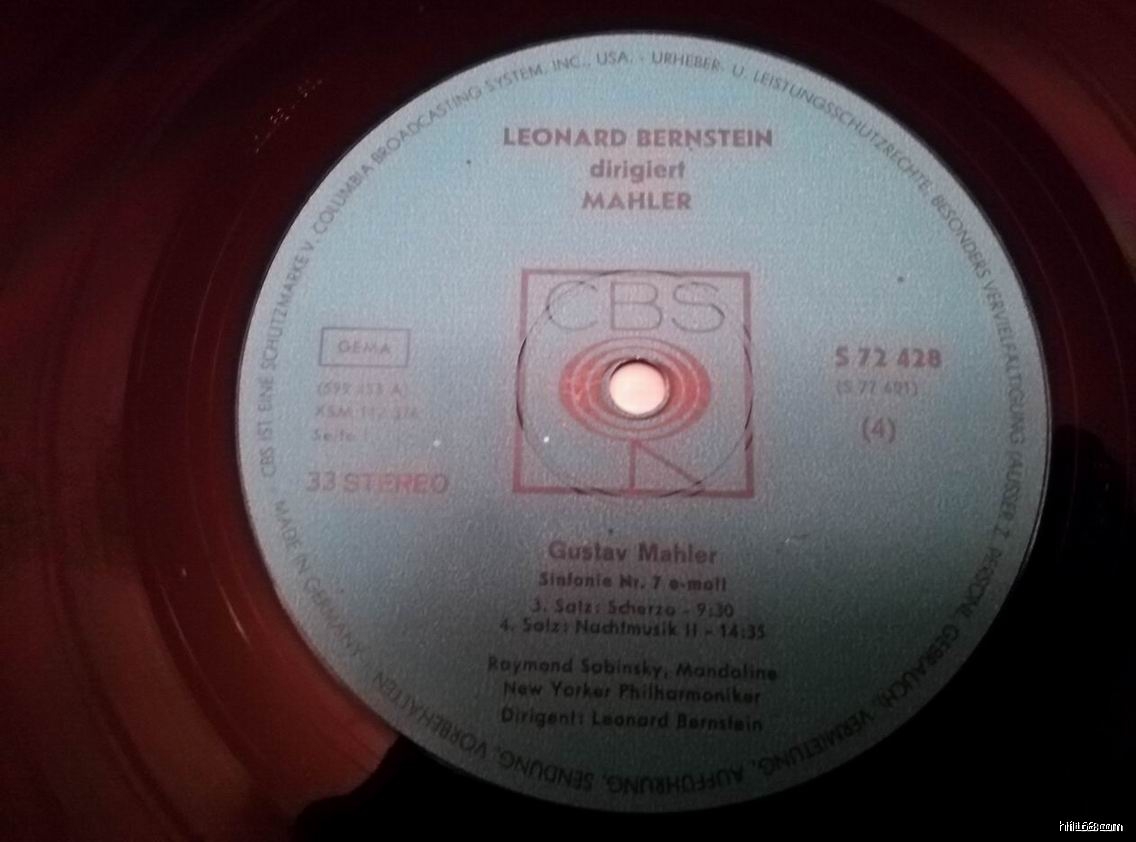 CBS IST EINE SCHUTZMARKE V. COLUMBIA BROADCASTING SYSTEM, INC., USA. · URHEBER- U. LEISTUNGSSCHUTZRECHTE, BESONDERS VERVIELFÄLTIGUNG (AUSSER Z. PERSÖNL. GEBRAUCH), VERMIETUNG, AUFFÜHRUNG, SENDUNG, VORBEHALTEN · MADE IN GERMANY ·
LEONARD BERNSTEIN
dirigiert
MAHLER
CBS
GEMA
S 72 428
(4)
Seite
33 STEREO
Gustav Mahler
Sinfonie Nr. 7 e-moll
3. Satz: Scherzo - 9:30
4. Satz: Nachtmusik II - 14:35
Raymond Sabinsky, Mandoline
New Yorker Philharmoniker
Dirigent: Leonard Bernstein